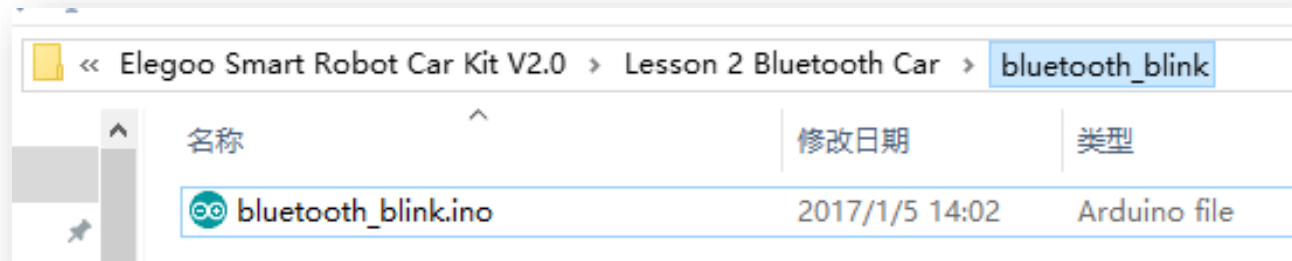 « Elegoo Smart Robot Car Kit V2.0 › Lesson 2 Bluetooth Car › bluetooth_blink
名称 修改日期 类型
bluetooth_blink.ino 2017/1/5 14:02 Arduino file